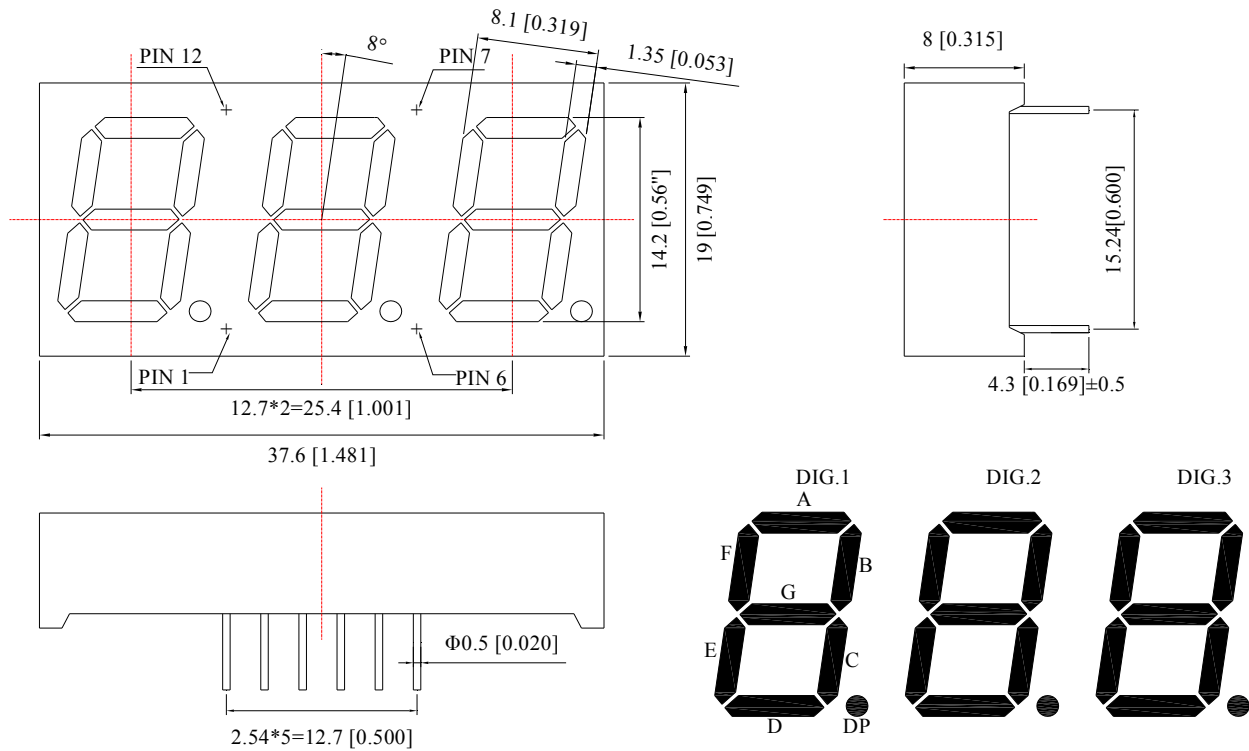 PIN 12
8°
PIN 7
8.1 [0.319]
1.35 [0.053]
14.2 [0.56"]
19 [0.749]
PIN 1
PIN 6
12.7*2=25.4 [1.001]
37.6 [1.481]
8 [0.315]
15.24[0.600]
4.3 [0.169]±0.5
Φ0.5 [0.020]
2.54*5=12.7 [0.500]
DIG.1
DIG.2
DIG.3
A
F
B
G
E
C
D
DP